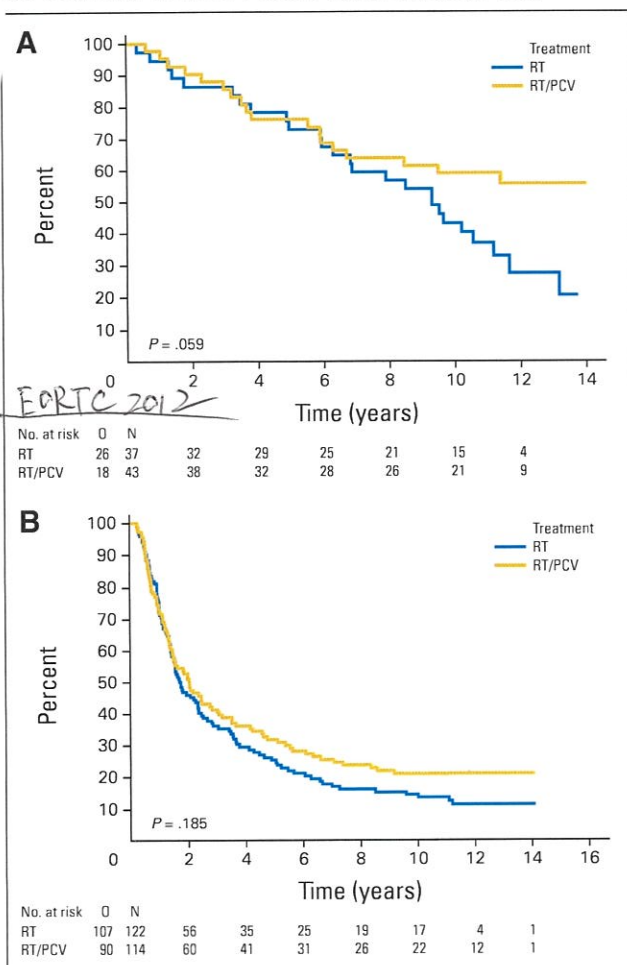 A
Treatment
RT
RT/PCV
100
90
80
70
60
50
40
30
20
10
Percent
P = .059
0 2 4 6 8 10 12 14
Time (years)
EORTC 2012
No. at risk O N
RT 26 37 32 29 25 21 15 4
RT/PCV 18 43 38 32 28 26 21 9
B
Treatment
RT
RT/PCV
100
90
80
70
60
50
40
30
20
10
Percent
P = .185
0 2 4 6 8 10 12 14 16
Time (years)
No. at risk O N
RT 107 122 56 35 25 19 17 4 1
RT/PCV 90 114 60 41 31 26 22 12 1